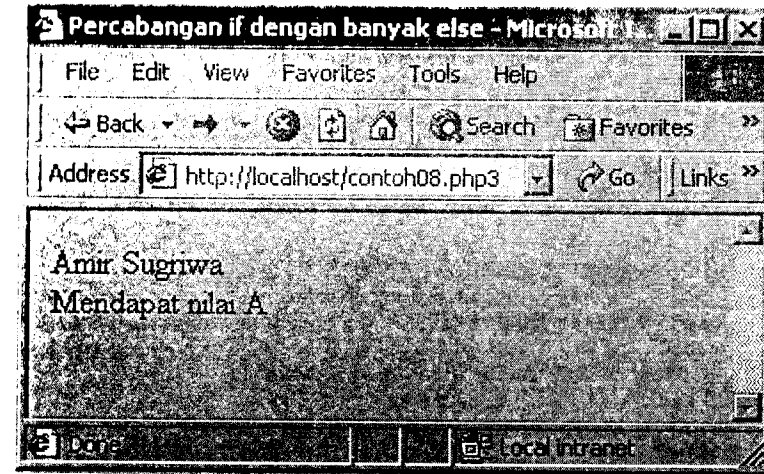 Percabangan if dengan banyak else - Microsoft I...
File Edit View Favorites Tools Help
Back Search Favorites »
Address http://localhost/contoh08.php3 Go Links »
Amir Sugriwa
Mendapat nilai A
Done Local intranet